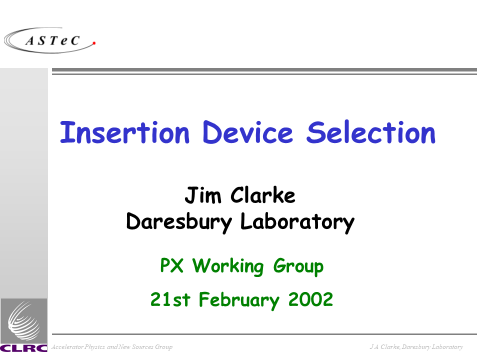 ASTeC
Insertion Device Selection
Jim Clarke
Daresbury Laboratory
PX Working Group
21st February 2002
CLRC
Accelerator Physics and New Sources Group
J A Clarke, Daresbury Laboratory